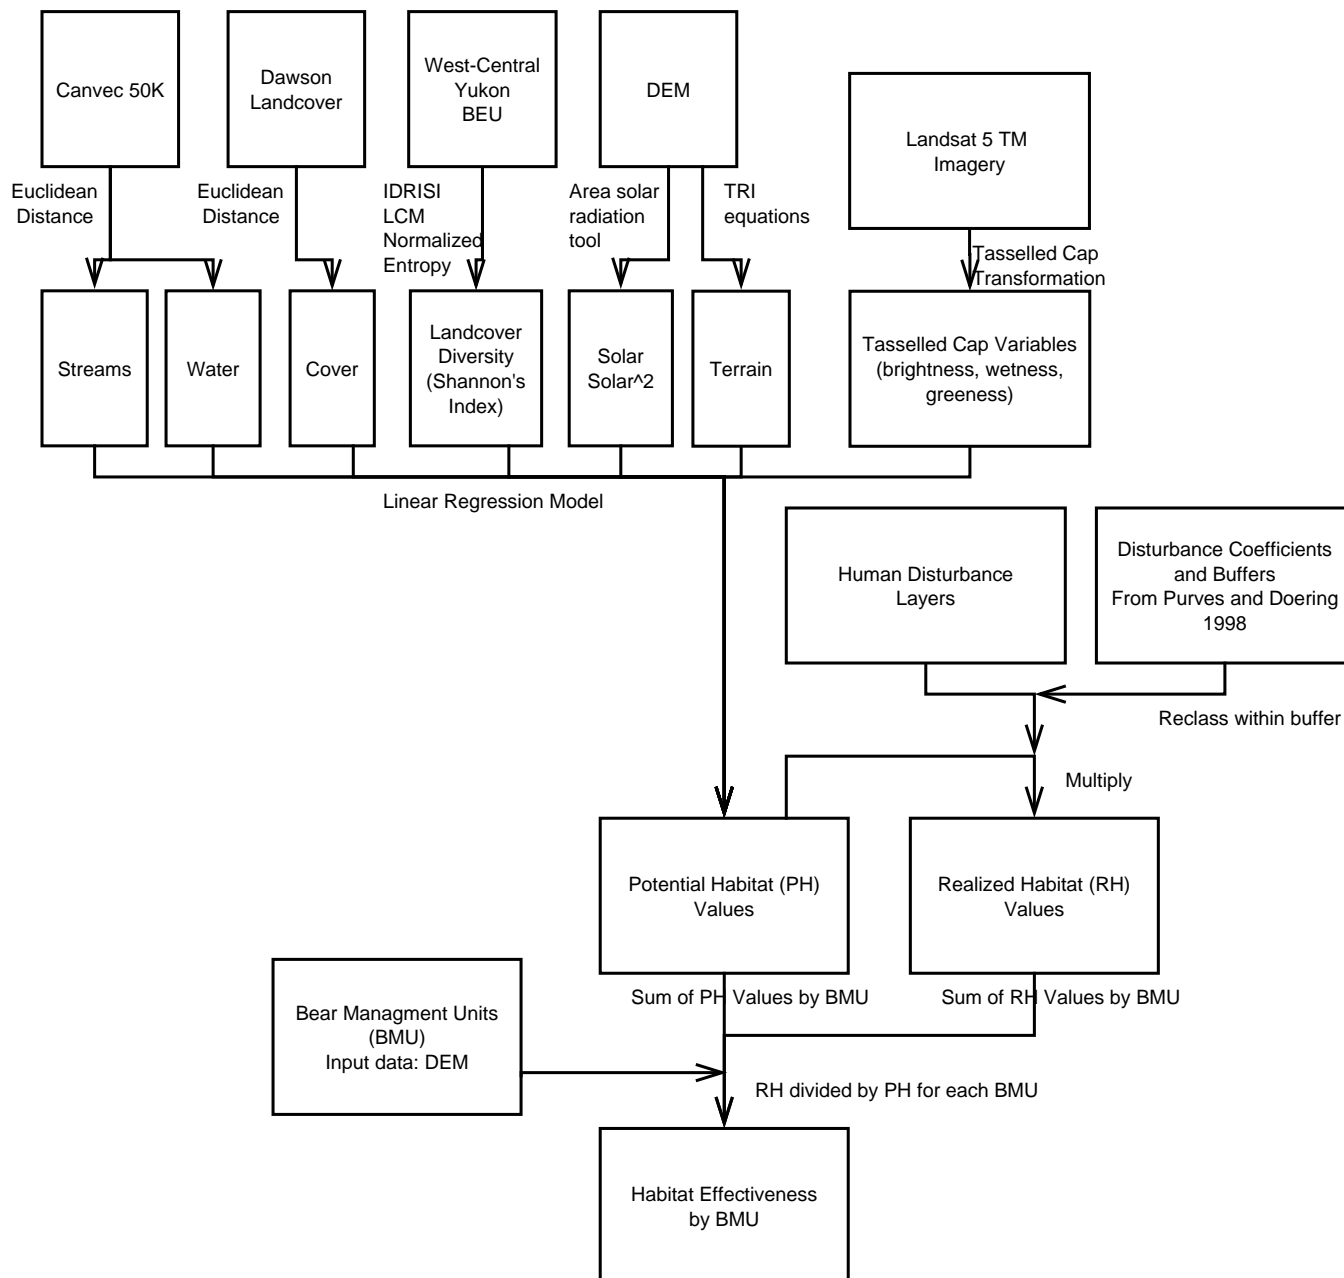 Canvec 50K
Dawson
Landcover
West-Central
Yukon
BEU
DEM
Landsat 5 TM
Imagery
Euclidean
Distance
Euclidean
Distance
IDRISI
LCM
Normalized
Entropy
Area solar
radiation
tool
TRI
equations
Tasselled Cap
Transformation
Streams
Water
Cover
Landcover
Diversity
(Shannon's
Index)
Solar
Solar^2
Terrain
Tasselled Cap Variables
(brightness, wetness,
greeness)
Linear Regression Model
Human Disturbance
Layers
Disturbance Coefficients
and Buffers
From Purves and Doering
1998
Reclass within buffer
Multiply
Potential Habitat (PH)
Values
Realized Habitat (RH)
Values
Sum of PH Values by BMU
Sum of RH Values by BMU
Bear Managment Units
(BMU)
Input data: DEM
RH divided by PH for each BMU
Habitat Effectiveness
by BMU